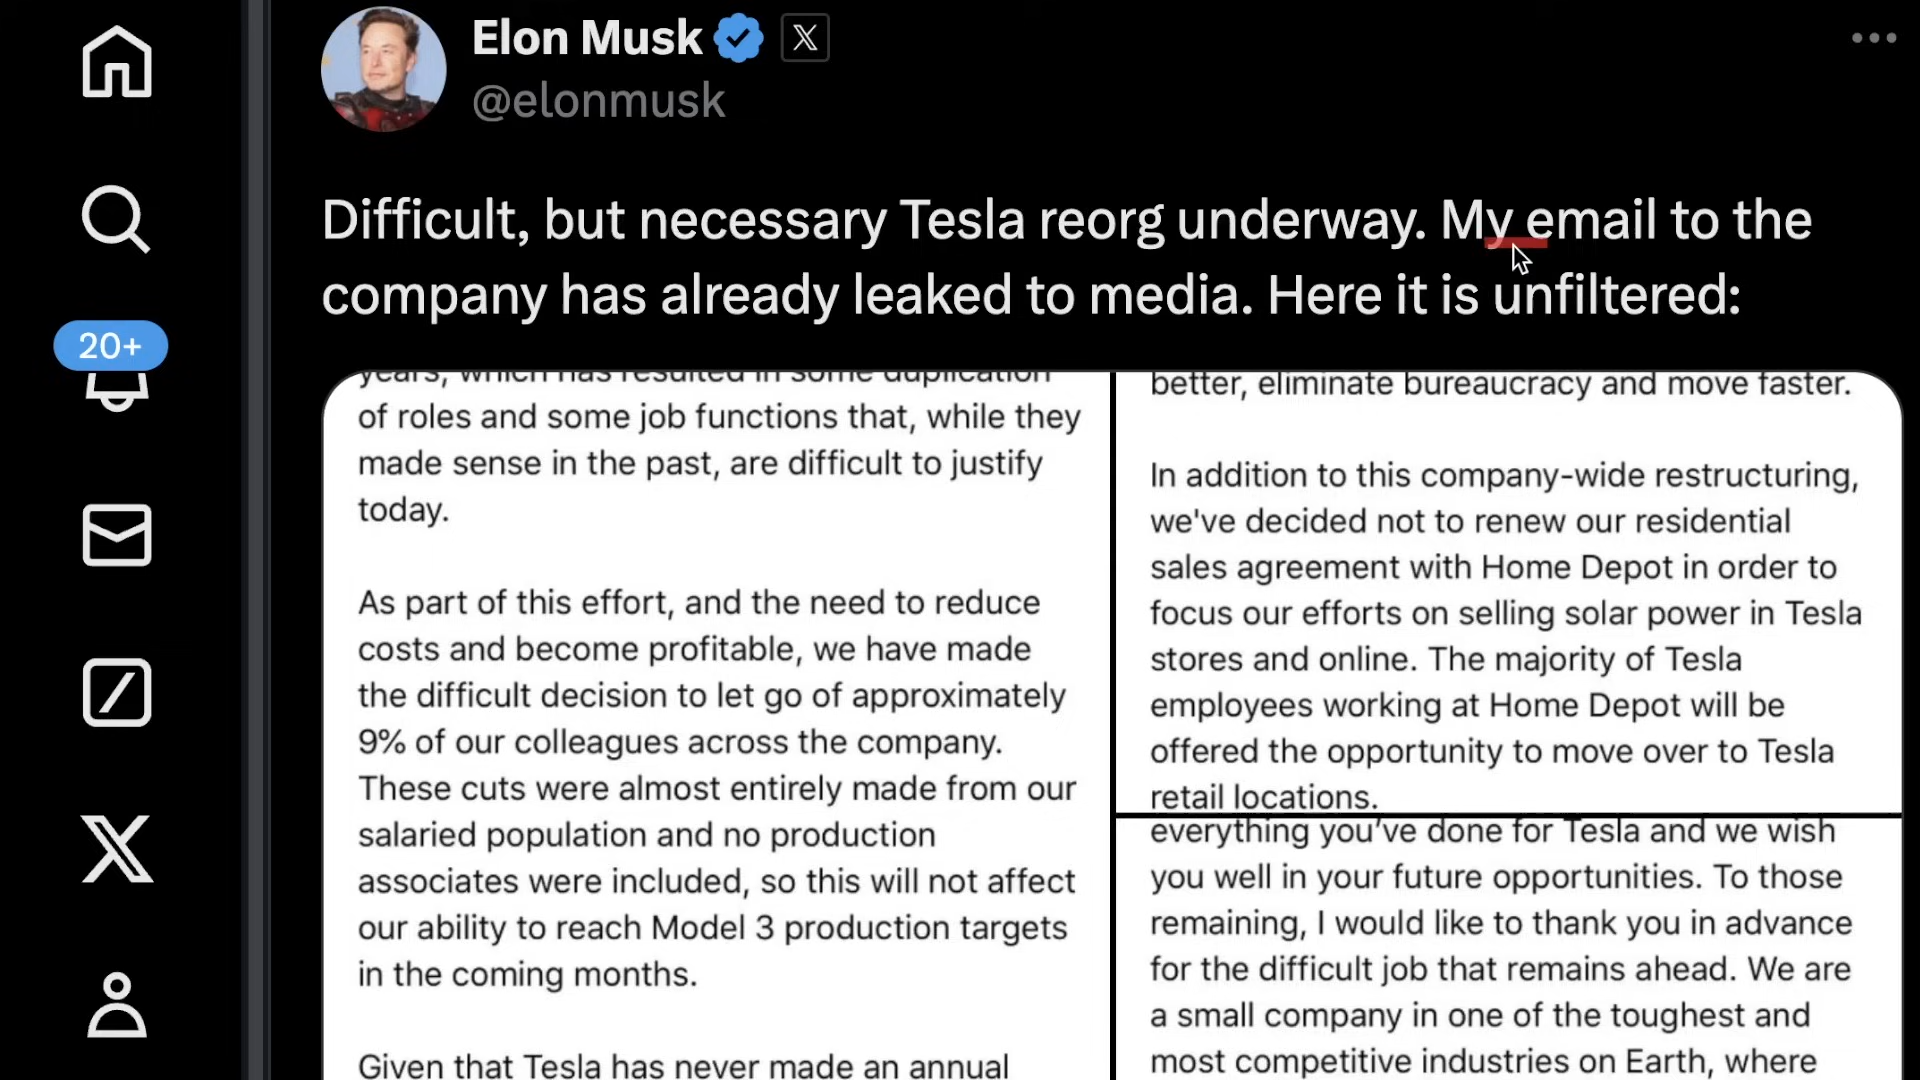 Elon Musk
@elonmusk
Difficult, but necessary Tesla reorg underway. My email to the
company has already leaked to media. Here it is unfiltered:
20+
years, which has resulted in some duplication
of roles and some job functions that, while they
made sense in the past, are difficult to justify
today.
As part of this effort, and the need to reduce
costs and become profitable, we have made
the difficult decision to let go of approximately
9% of our colleagues across the company.
These cuts were almost entirely made from our
salaried population and no production
associates were included, so this will not affect
our ability to reach Model 3 production targets
in the coming months.
Given that Tesla has never made an annual
better, eliminate bureaucracy and move faster.
In addition to this company-wide restructuring,
we've decided not to renew our residential
sales agreement with Home Depot in order to
focus our efforts on selling solar power in Tesla
stores and online. The majority of Tesla
employees working at Home Depot will be
offered the opportunity to move over to Tesla
retail locations.
everything you've done for Tesla and we wish
you well in your future opportunities. To those
remaining, I would like to thank you in advance
for the difficult job that remains ahead. We are
a small company in one of the toughest and
most competitive industries on Earth, where